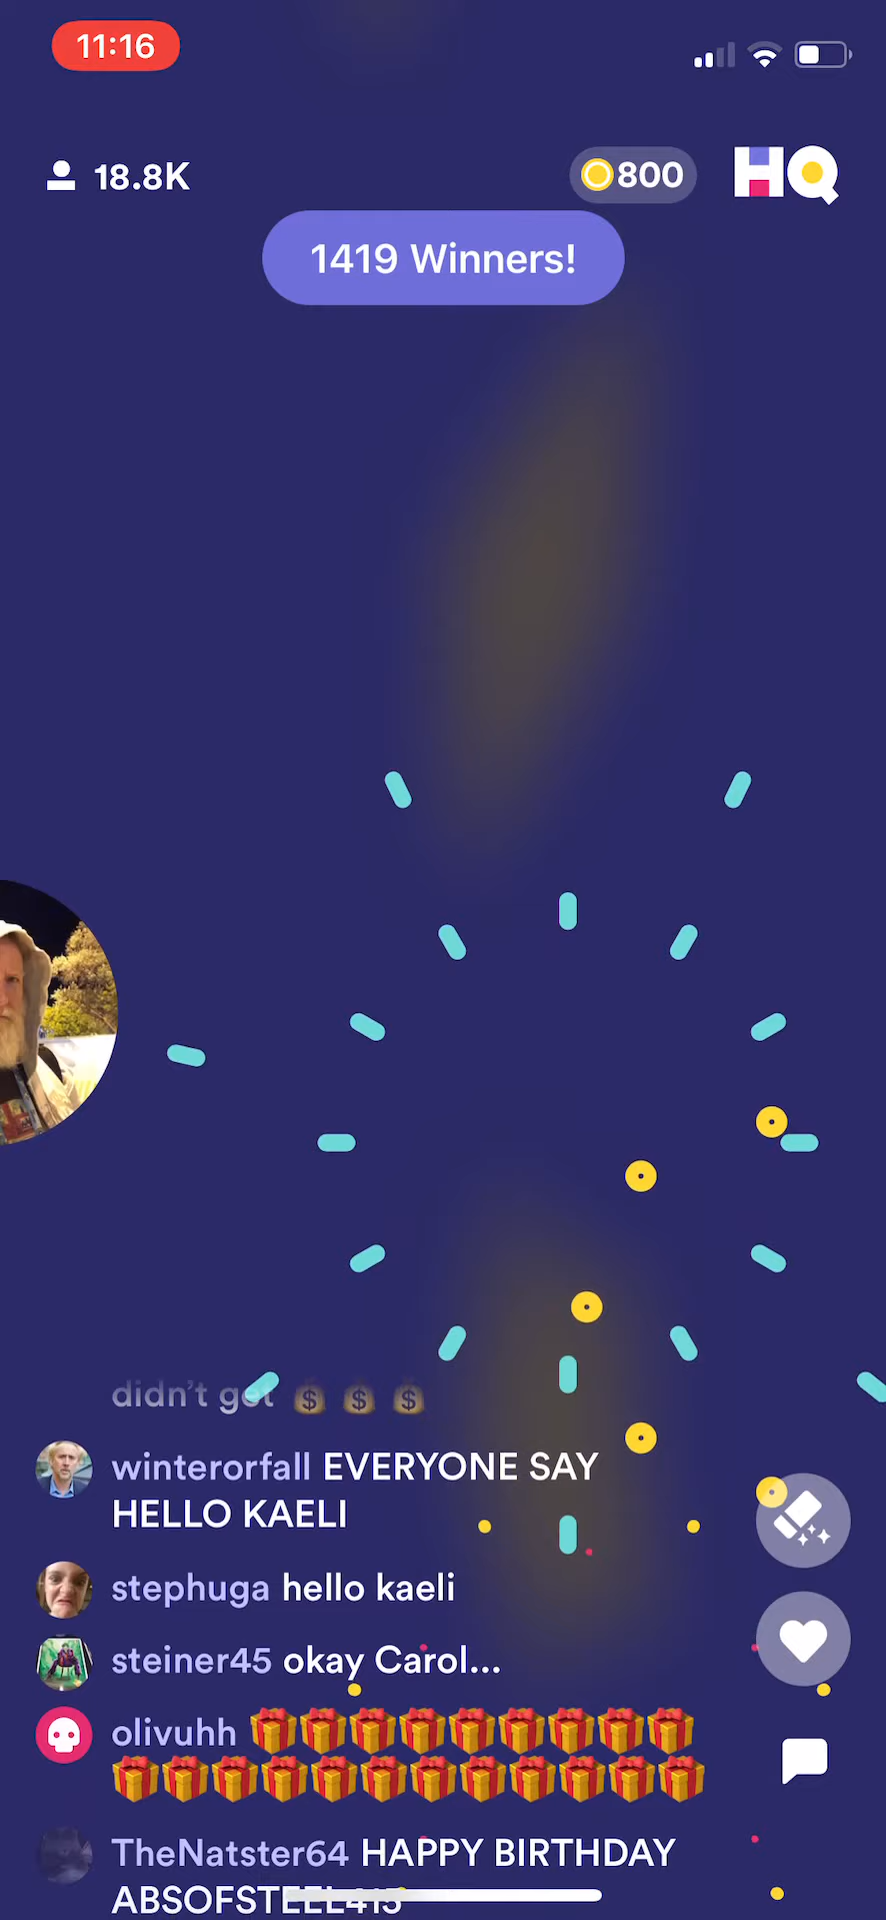 11:16
18.8K
800
HQ
1419 Winners!
didn't get 💰 💰 💰
winterorfall EVERYONE SAY
HELLO KAELI
stephuga hello kaeli
steiner45 okay Carol...
olivuhh 🎁🎁🎁🎁🎁🎁🎁🎁🎁
🎁🎁🎁🎁🎁🎁🎁🎁🎁🎁🎁🎁
TheNatster64 HAPPY BIRTHDAY
ABSOFSTEEL415